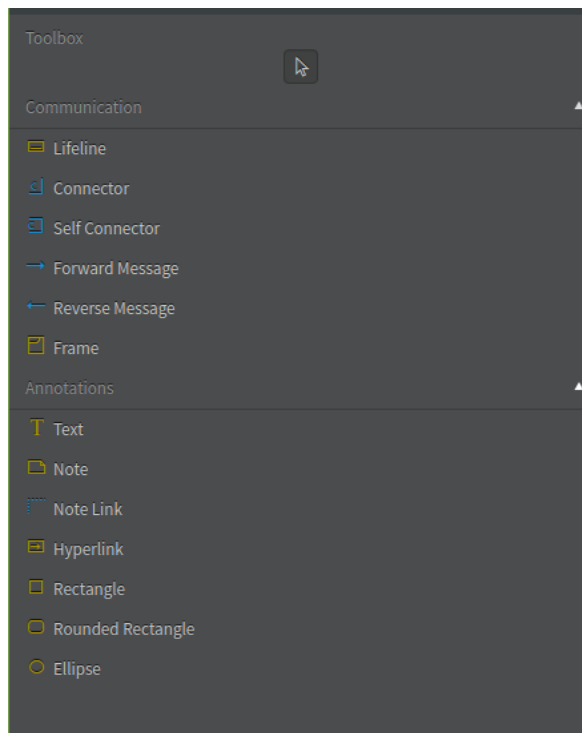 Toolbox
Communication
Lifeline
Connector
Self Connector
Forward Message
Reverse Message
Frame
Annotations
T Text
Note
Note Link
Hyperlink
Rectangle
Rounded Rectangle
Ellipse